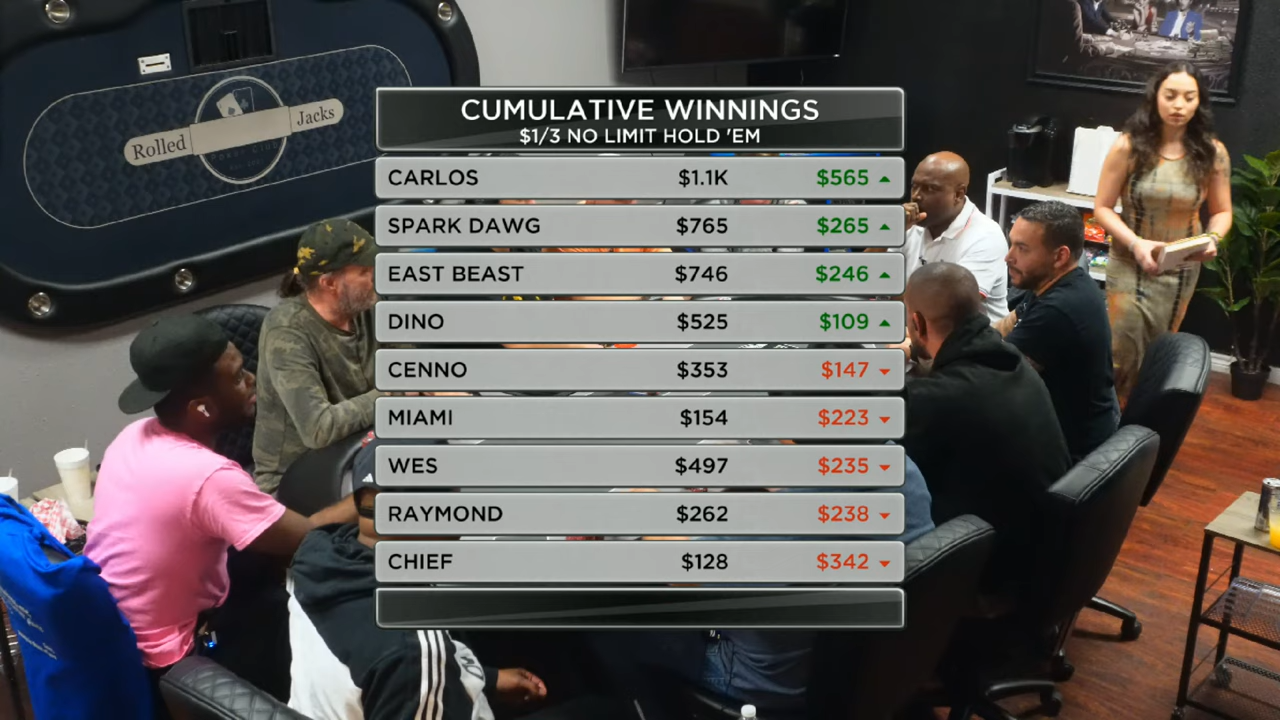 Rolled Jacks
CUMULATIVE WINNINGS
$1/3 NO LIMIT HOLD 'EM
CARLOS $1.1K $565
SPARK DAWG $765 $265
EAST BEAST $746 $246
DINO $525 $109
CENNO $353 $147
MIAMI $154 $223
WES $497 $235
RAYMOND $262 $238
CHIEF $128 $342